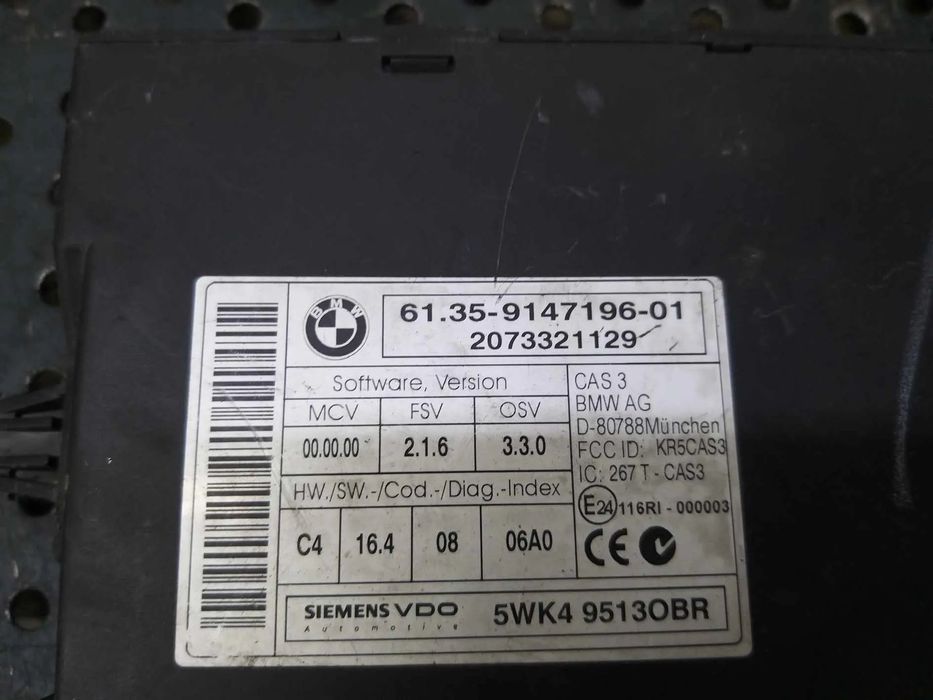 BMW
61.35-9147196-01
2073321129
Software, Version
MCV FSV OSV
00.00.00 2.1.6 3.3.0
HW./SW.-/Cod.-/Diag.-Index
C4 16.4 08 06A0
CAS 3
BMW AG
D-80788München
FCC ID: KR5CAS3
IC: 267 T - CAS3
E24 116RI - 000003
CE
SIEMENS VDO
Automotive
5WK4 9513OBR